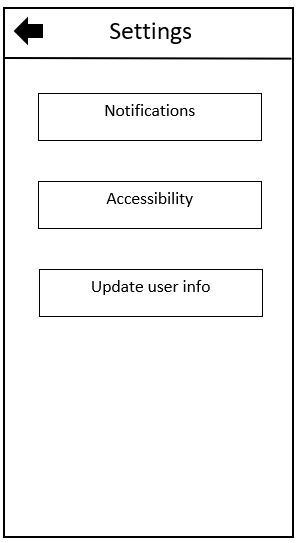 Settings
Notifications
Accessibility
Update user info